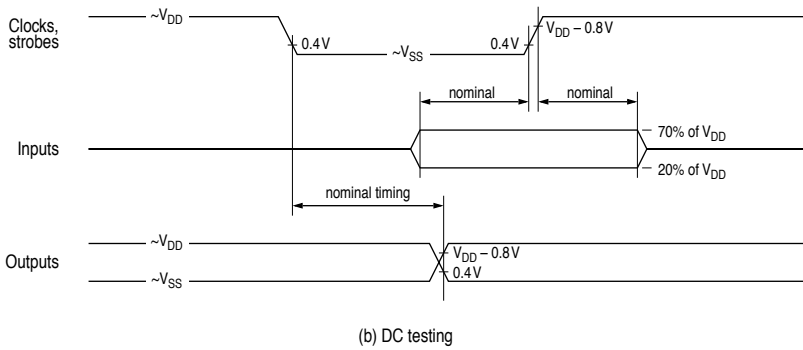 Clocks,
strobes
~V_DD
0.4 V
~V_SS
0.4 V
V_DD – 0.8 V
nominal
nominal
Inputs
70% of V_DD
20% of V_DD
nominal timing
Outputs
~V_DD
~V_SS
V_DD – 0.8 V
0.4 V
(b) DC testing